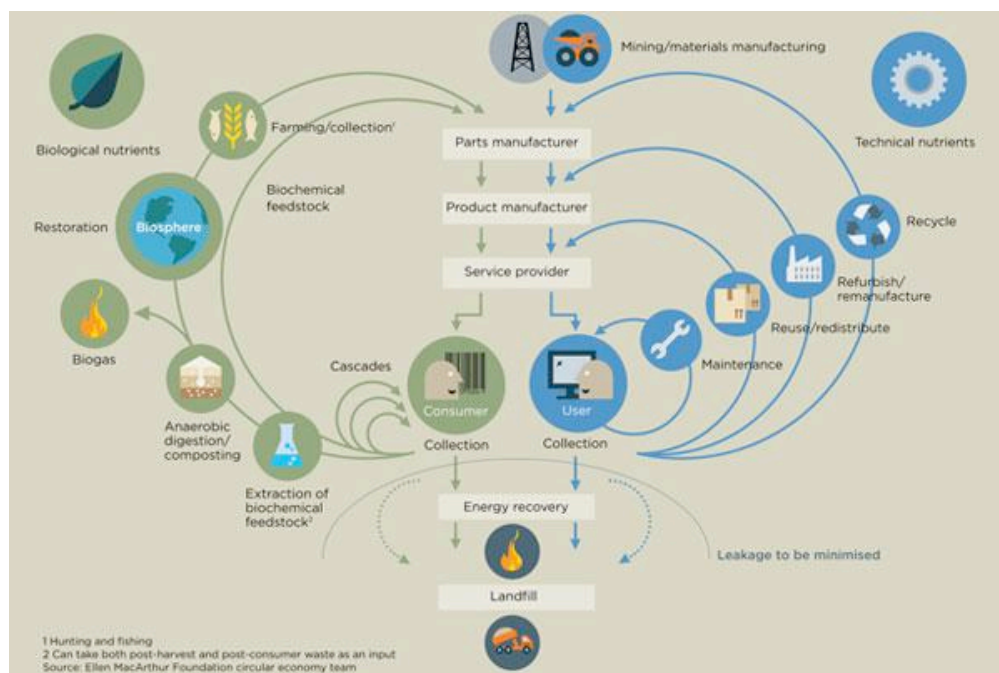 Mining/materials manufacturing
Biological nutrients
Farming/collection¹
Parts manufacturer
Technical nutrients
Biochemical
feedstock
Product manufacturer
Restoration
Biosphere
Recycle
Service provider
Refurbish/
remanufacture
Reuse/redistribute
Biogas
Cascades
Maintenance
Consumer
User
Anaerobic
digestion/
composting
Collection
Collection
Extraction of
biochemical
feedstock²
Energy recovery
Leakage to be minimised
Landfill
1 Hunting and fishing
2 Can take both post-harvest and post-consumer waste as an input
Source: Ellen MacArthur Foundation circular economy team